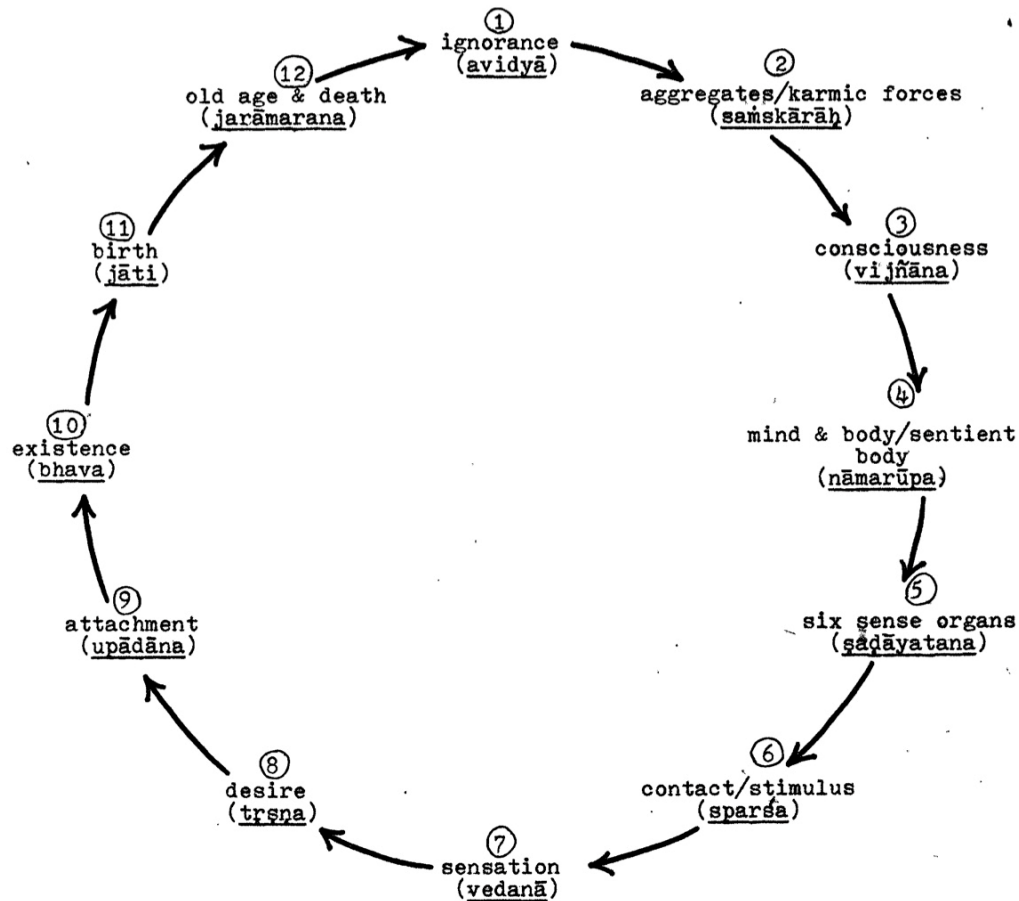 1
ignorance
(avidyā)
2
aggregates/karmic forces
(saṁskārāḥ)
3
consciousness
(vijñāna)
4
mind & body/sentient
body
(nāmarūpa)
5
six sense organs
(ṣaḍāyatana)
6
contact/stimulus
(sparśa)
7
sensation
(vedanā)
8
desire
(tṛṣṇa)
9
attachment
(upādāna)
10
existence
(bhava)
11
birth
(jāti)
12
old age & death
(jarāmarana)